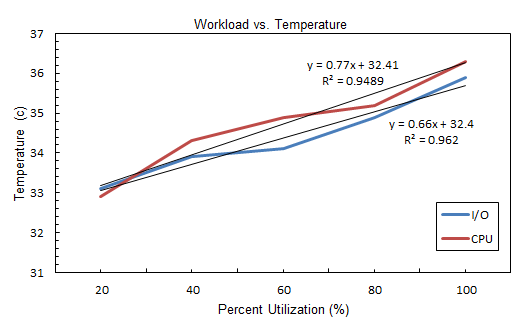 Workload vs. Temperature
37
36
35
34
33
32
31
Temperature (c)
y = 0.77x + 32.41
R² = 0.9489
y = 0.66x + 32.4
R² = 0.962
I/O
CPU
20 40 60 80 100
Percent Utilization (%)